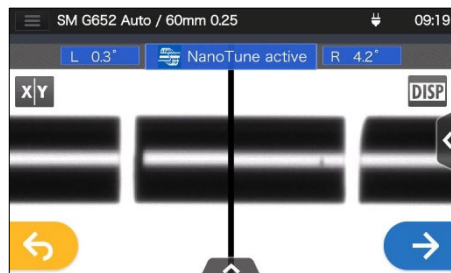 SM G652 Auto / 60mm 0.25 09:19
L 0.3° NanoTune active R 4.2°
X Y DISP